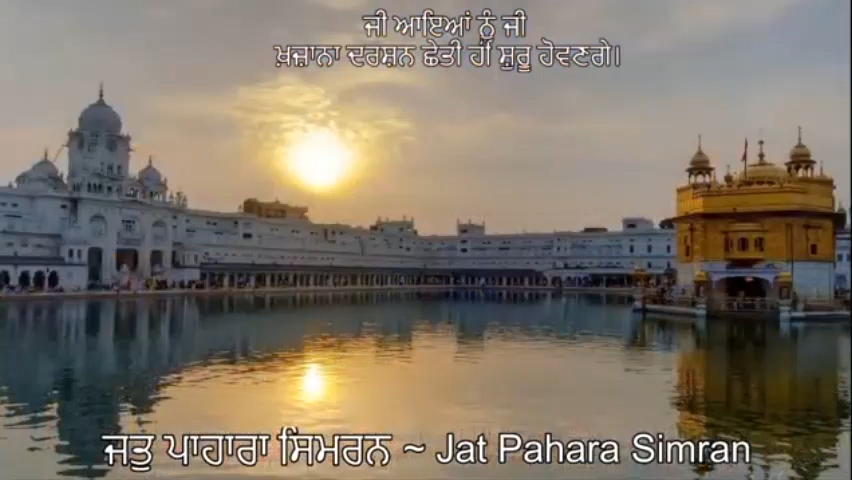 ਜੀ ਆਇਆਂ ਨੂੰ ਜੀ
ਖ਼ਜ਼ਾਨਾ ਦਰਸ਼ਨ ਛੇਤੀ ਹੀ ਸ਼ੁਰੂ ਹੋਵਣਗੇ।
ਜਤੁ ਪਾਹਾਰਾ ਸਿਮਰਨ ~ Jat Pahara Simran